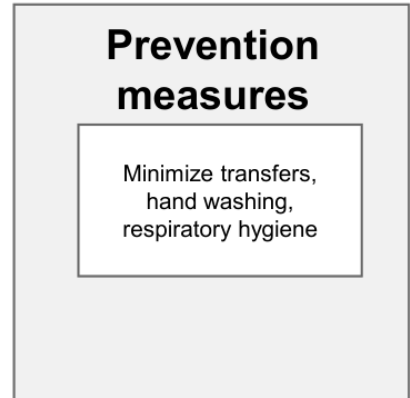 Prevention
measures
Minimize transfers,
hand washing,
respiratory hygiene